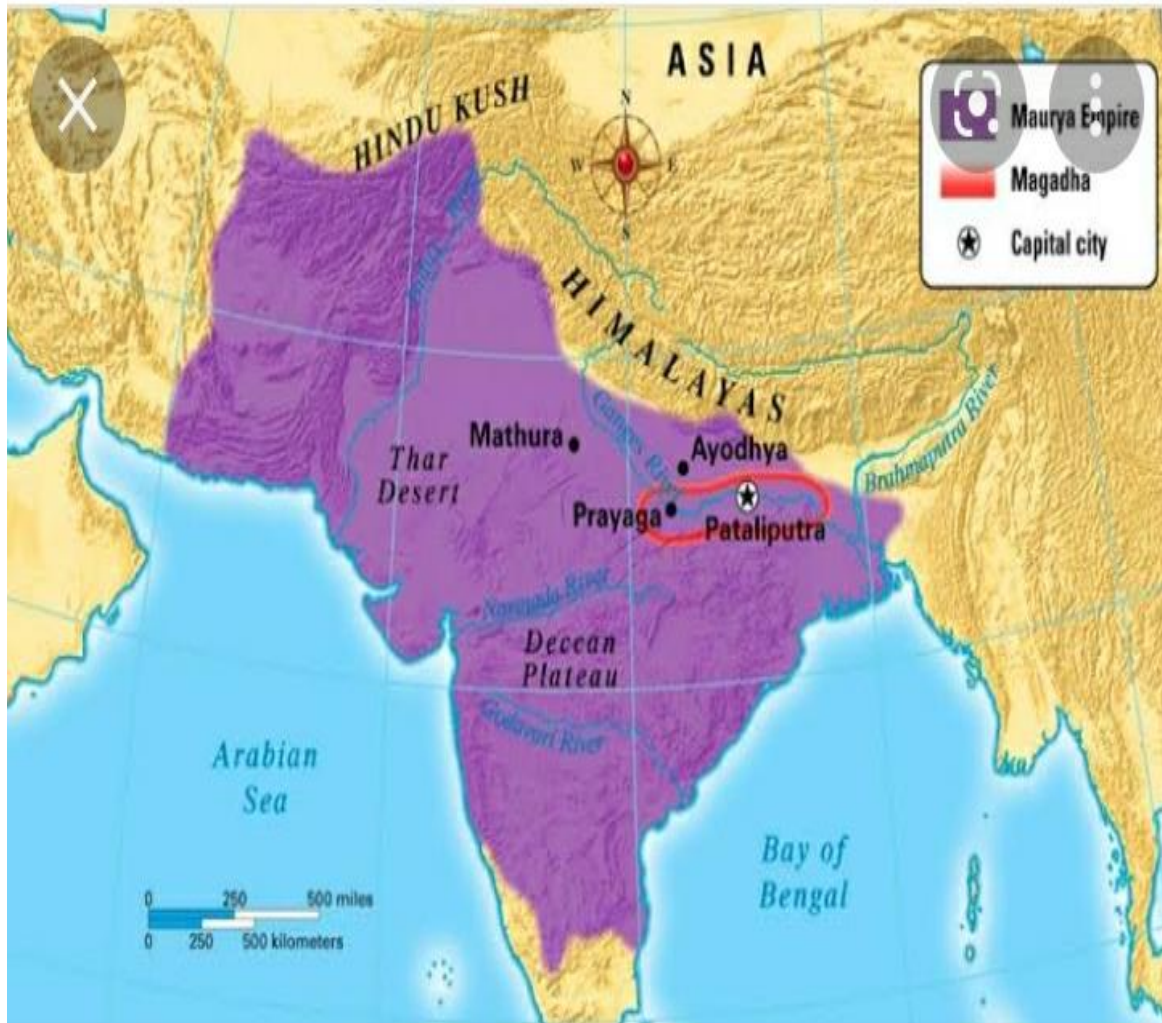 ASIA
HINDU KUSH
N
W
E
S
Maurya Empire
Magadha
Capital city
HIMALAYAS
Ganges River
Brahmaputra River
Mathura
Ayodhya
Thar
Desert
Prayaga
Pataliputra
Narmada River
Deccan
Plateau
Godavari River
Arabian
Sea
Bay of
Bengal
0 250 500 miles
0 250 500 kilometers